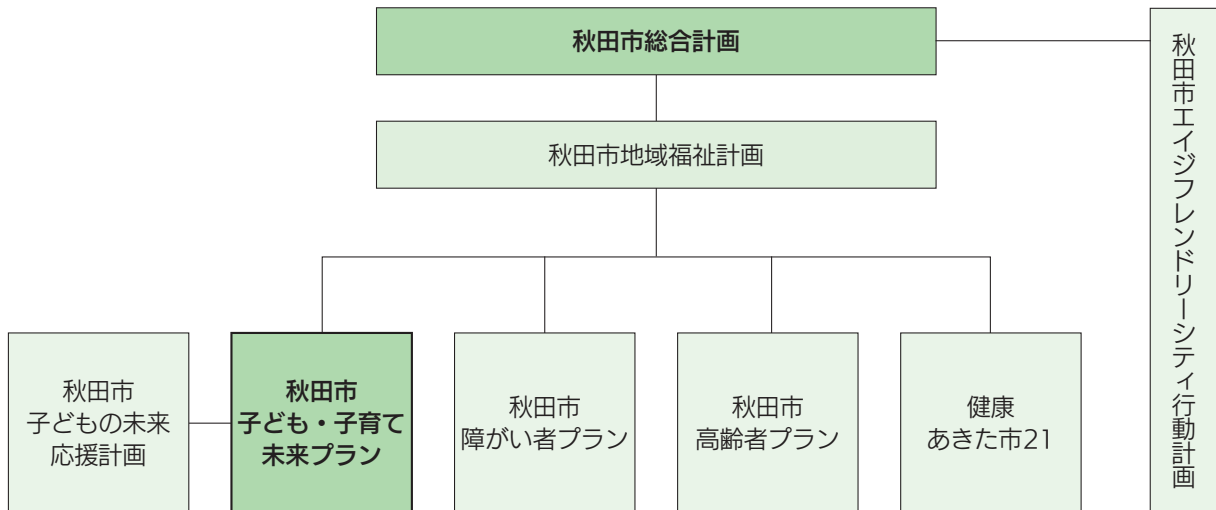 秋田市総合計画
秋田市地域福祉計画
秋田市エイジフレンドリーシティ行動計画
秋田市
子どもの未来
応援計画
秋田市
子ども・子育て
未来プラン
秋田市
障がい者プラン
秋田市
高齢者プラン
健康
あきた市21